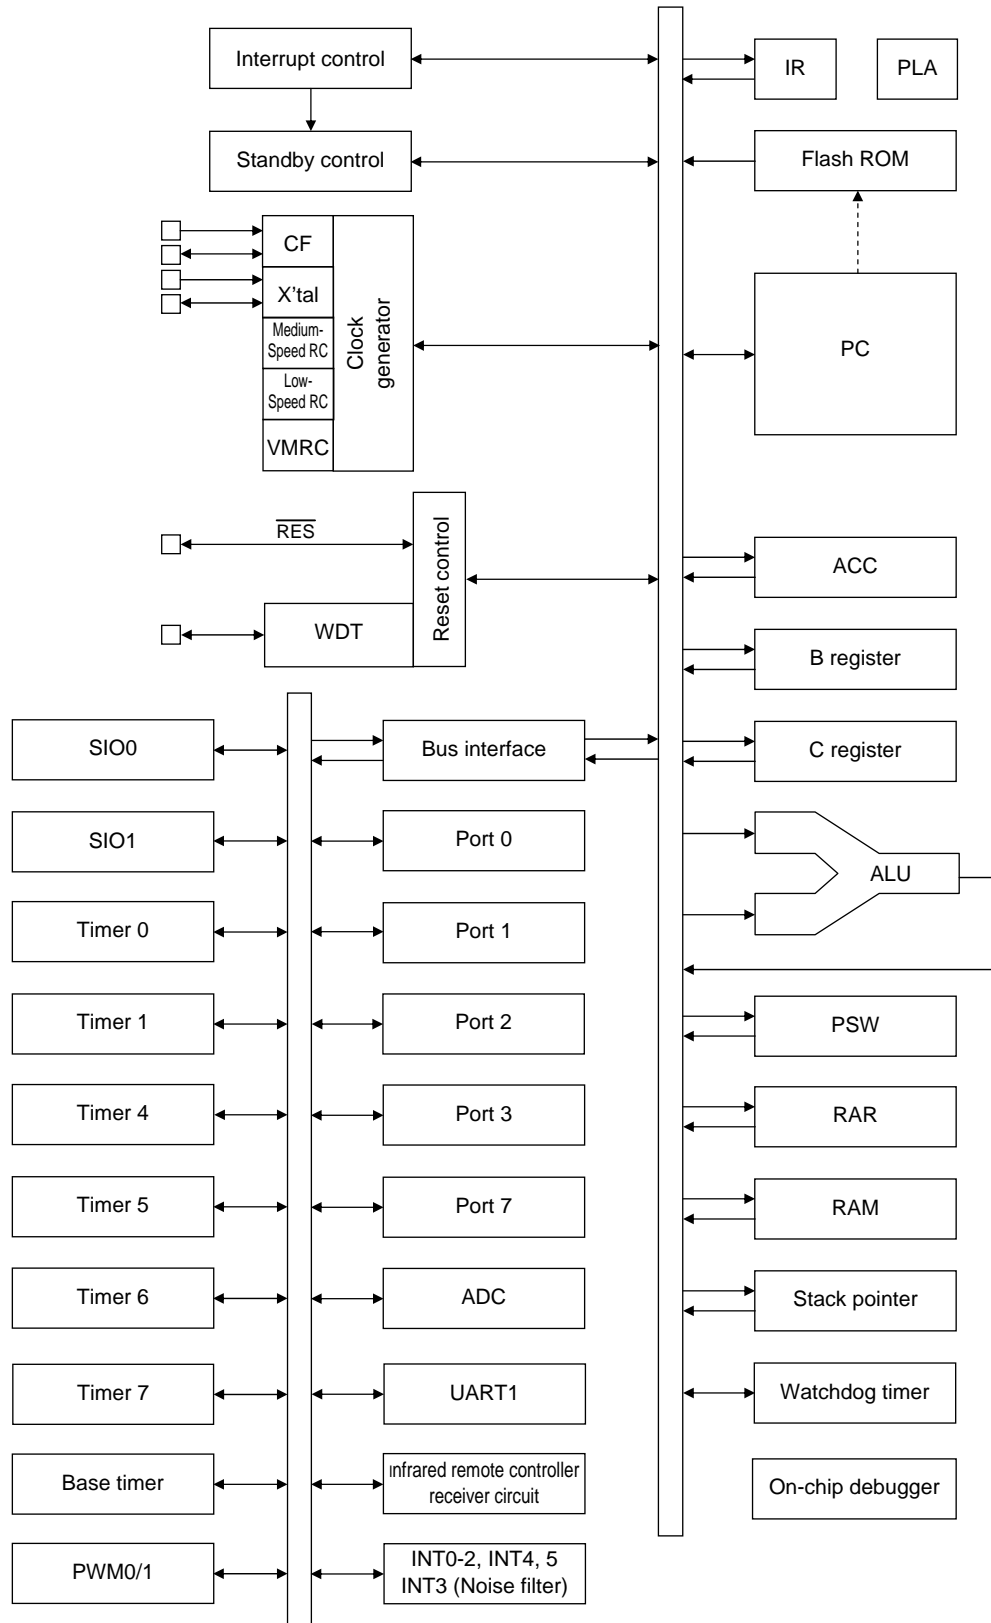 Interrupt control
IR
PLA
Standby control
Flash ROM
CF
X'tal
Medium-
Speed RC
Low-
Speed RC
VMRC
Clock
generator
PC
RES
WDT
Reset control
ACC
B register
SIO0
Bus interface
C register
SIO1
Port 0
ALU
Timer 0
Port 1
Timer 1
Port 2
PSW
Timer 4
Port 3
RAR
Timer 5
Port 7
RAM
Timer 6
ADC
Stack pointer
Timer 7
UART1
Watchdog timer
Base timer
Infrared remote controller
receiver circuit
On-chip debugger
PWM0/1
INT0-2, INT4, 5
INT3 (Noise filter)